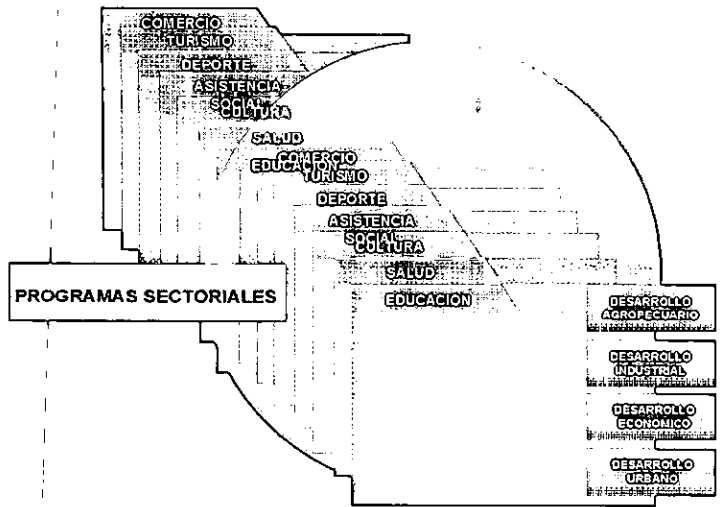 COMERCIO
TURISMO
DEPORTE
ASISTENCIA
SOCIAL
CULTURA
SALUD
EDUCACION
COMERCIO
TURISMO
DEPORTE
ASISTENCIA
SOCIAL
CULTURA
SALUD
EDUCACION
PROGRAMAS SECTORIALES
DESARROLLO
AGROPECUARIO
DESARROLLO
INDUSTRIAL
DESARROLLO
ECONOMICO
DESARROLLO
URBANO